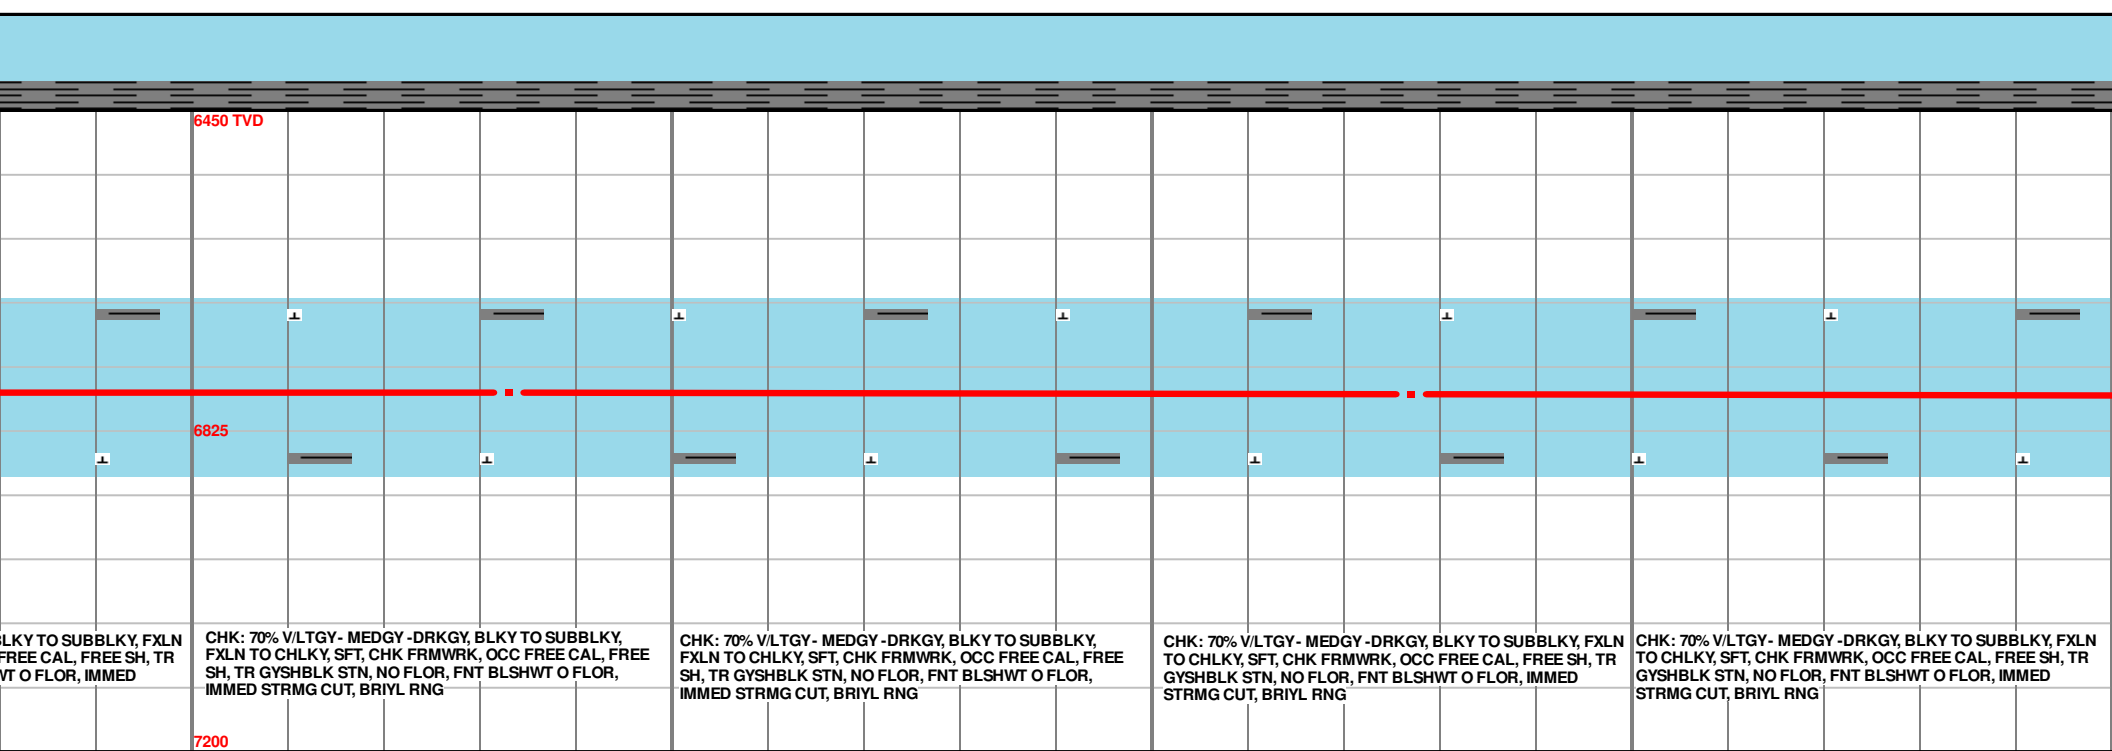 6450 TVD
6825
LKY TO SUBBLKY, FXLN
FREE CAL, FREE SH, TR
WT O FLOR, IMMED
CHK: 70% V/LTGY- MEDGY -DRKGY, BLKY TO SUBBLKY,
FXLN TO CHLKY, SFT, CHK FRMWRK, OCC FREE CAL, FREE
SH, TR GYSHBLK STN, NO FLOR, FNT BLSHWT O FLOR,
IMMED STRMG CUT, BRIYL RNG
CHK: 70% V/LTGY- MEDGY -DRKGY, BLKY TO SUBBLKY,
FXLN TO CHLKY, SFT, CHK FRMWRK, OCC FREE CAL, FREE
SH, TR GYSHBLK STN, NO FLOR, FNT BLSHWT O FLOR,
IMMED STRMG CUT, BRIYL RNG
CHK: 70% V/LTGY- MEDGY -DRKGY, BLKY TO SUBBLKY, FXLN
TO CHLKY, SFT, CHK FRMWRK, OCC FREE CAL, FREE SH, TR
GYSHBLK STN, NO FLOR, FNT BLSHWT O FLOR, IMMED
STRMG CUT, BRIYL RNG
CHK: 70% V/LTGY- MEDGY -DRKGY, BLKY TO SUBBLKY, FXLN
TO CHLKY, SFT, CHK FRMWRK, OCC FREE CAL, FREE SH, TR
GYSHBLK STN, NO FLOR, FNT BLSHWT O FLOR, IMMED
STRMG CUT, BRIYL RNG
7200